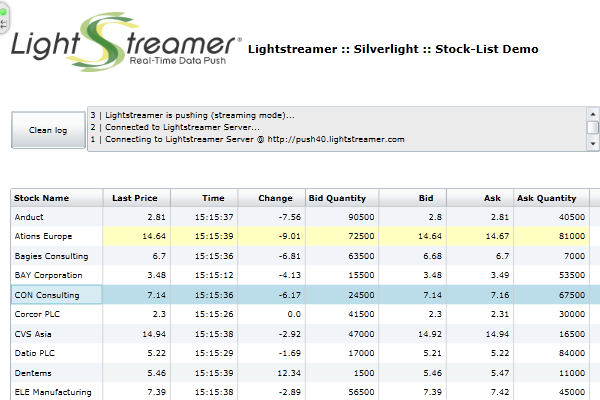 LightStreamer®
Real-Time Data Push
Lightstreamer :: Silverlight :: Stock-List Demo
Clean log
3 | Lightstreamer is pushing (streaming mode)...
2 | Connected to Lightstreamer Server...
1 | Connecting to Lightstreamer Server @ http://push40.lightstreamer.com
Stock Name Last Price Time Change Bid Quantity Bid Ask Ask Quantity
Anduct 2.81 15:15:37 -7.56 90500 2.8 2.81 40500
Ations Europe 14.64 15:15:39 -9.01 72500 14.64 14.67 81000
Bagies Consulting 6.7 15:15:36 -6.81 63500 6.68 6.7 7000
BAY Corporation 3.48 15:15:12 -4.13 15500 3.48 3.49 53500
CON Consulting 7.14 15:15:36 -6.17 24500 7.14 7.16 67500
Corcor PLC 2.3 15:15:26 0.0 41500 2.3 2.31 30000
CVS Asia 14.94 15:15:38 -2.92 47000 14.92 14.94 16500
Datio PLC 5.22 15:15:29 -1.69 17000 5.21 5.22 84000
Dentems 5.46 15:15:39 12.34 1500 5.46 5.47 11000
ELE Manufacturing 7.39 15:15:38 -2.89 56500 7.39 7.42 45000